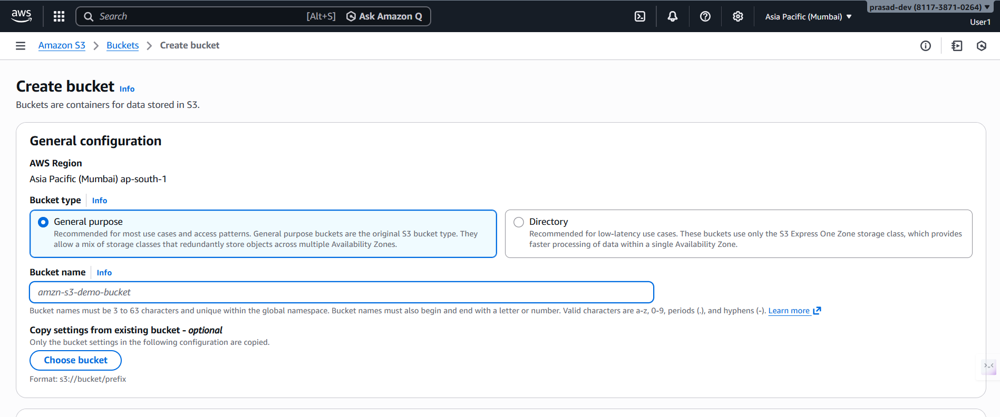 aws
Search [Alt+S] Ask Amazon Q
Asia Pacific (Mumbai) ▼
prasad-dev (8117-3871-0264) ▼
User1
Amazon S3 > Buckets > Create bucket
Create bucket Info
Buckets are containers for data stored in S3.
General configuration
AWS Region
Asia Pacific (Mumbai) ap-south-1
Bucket type Info
General purpose
Recommended for most use cases and access patterns. General purpose buckets are the original S3 bucket type. They
allow a mix of storage classes that redundantly store objects across multiple Availability Zones.
Directory
Recommended for low-latency use cases. These buckets use only the S3 Express One Zone storage class, which provides
faster processing of data within a single Availability Zone.
Bucket name Info
amzn-s3-demo-bucket
Bucket names must be 3 to 63 characters and unique within the global namespace. Bucket names must also begin and end with a letter or number. Valid characters are a-z, 0-9, periods (.), and hyphens (-). Learn more
Copy settings from existing bucket - optional
Only the bucket settings in the following configuration are copied.
Choose bucket
Format: s3://bucket/prefix